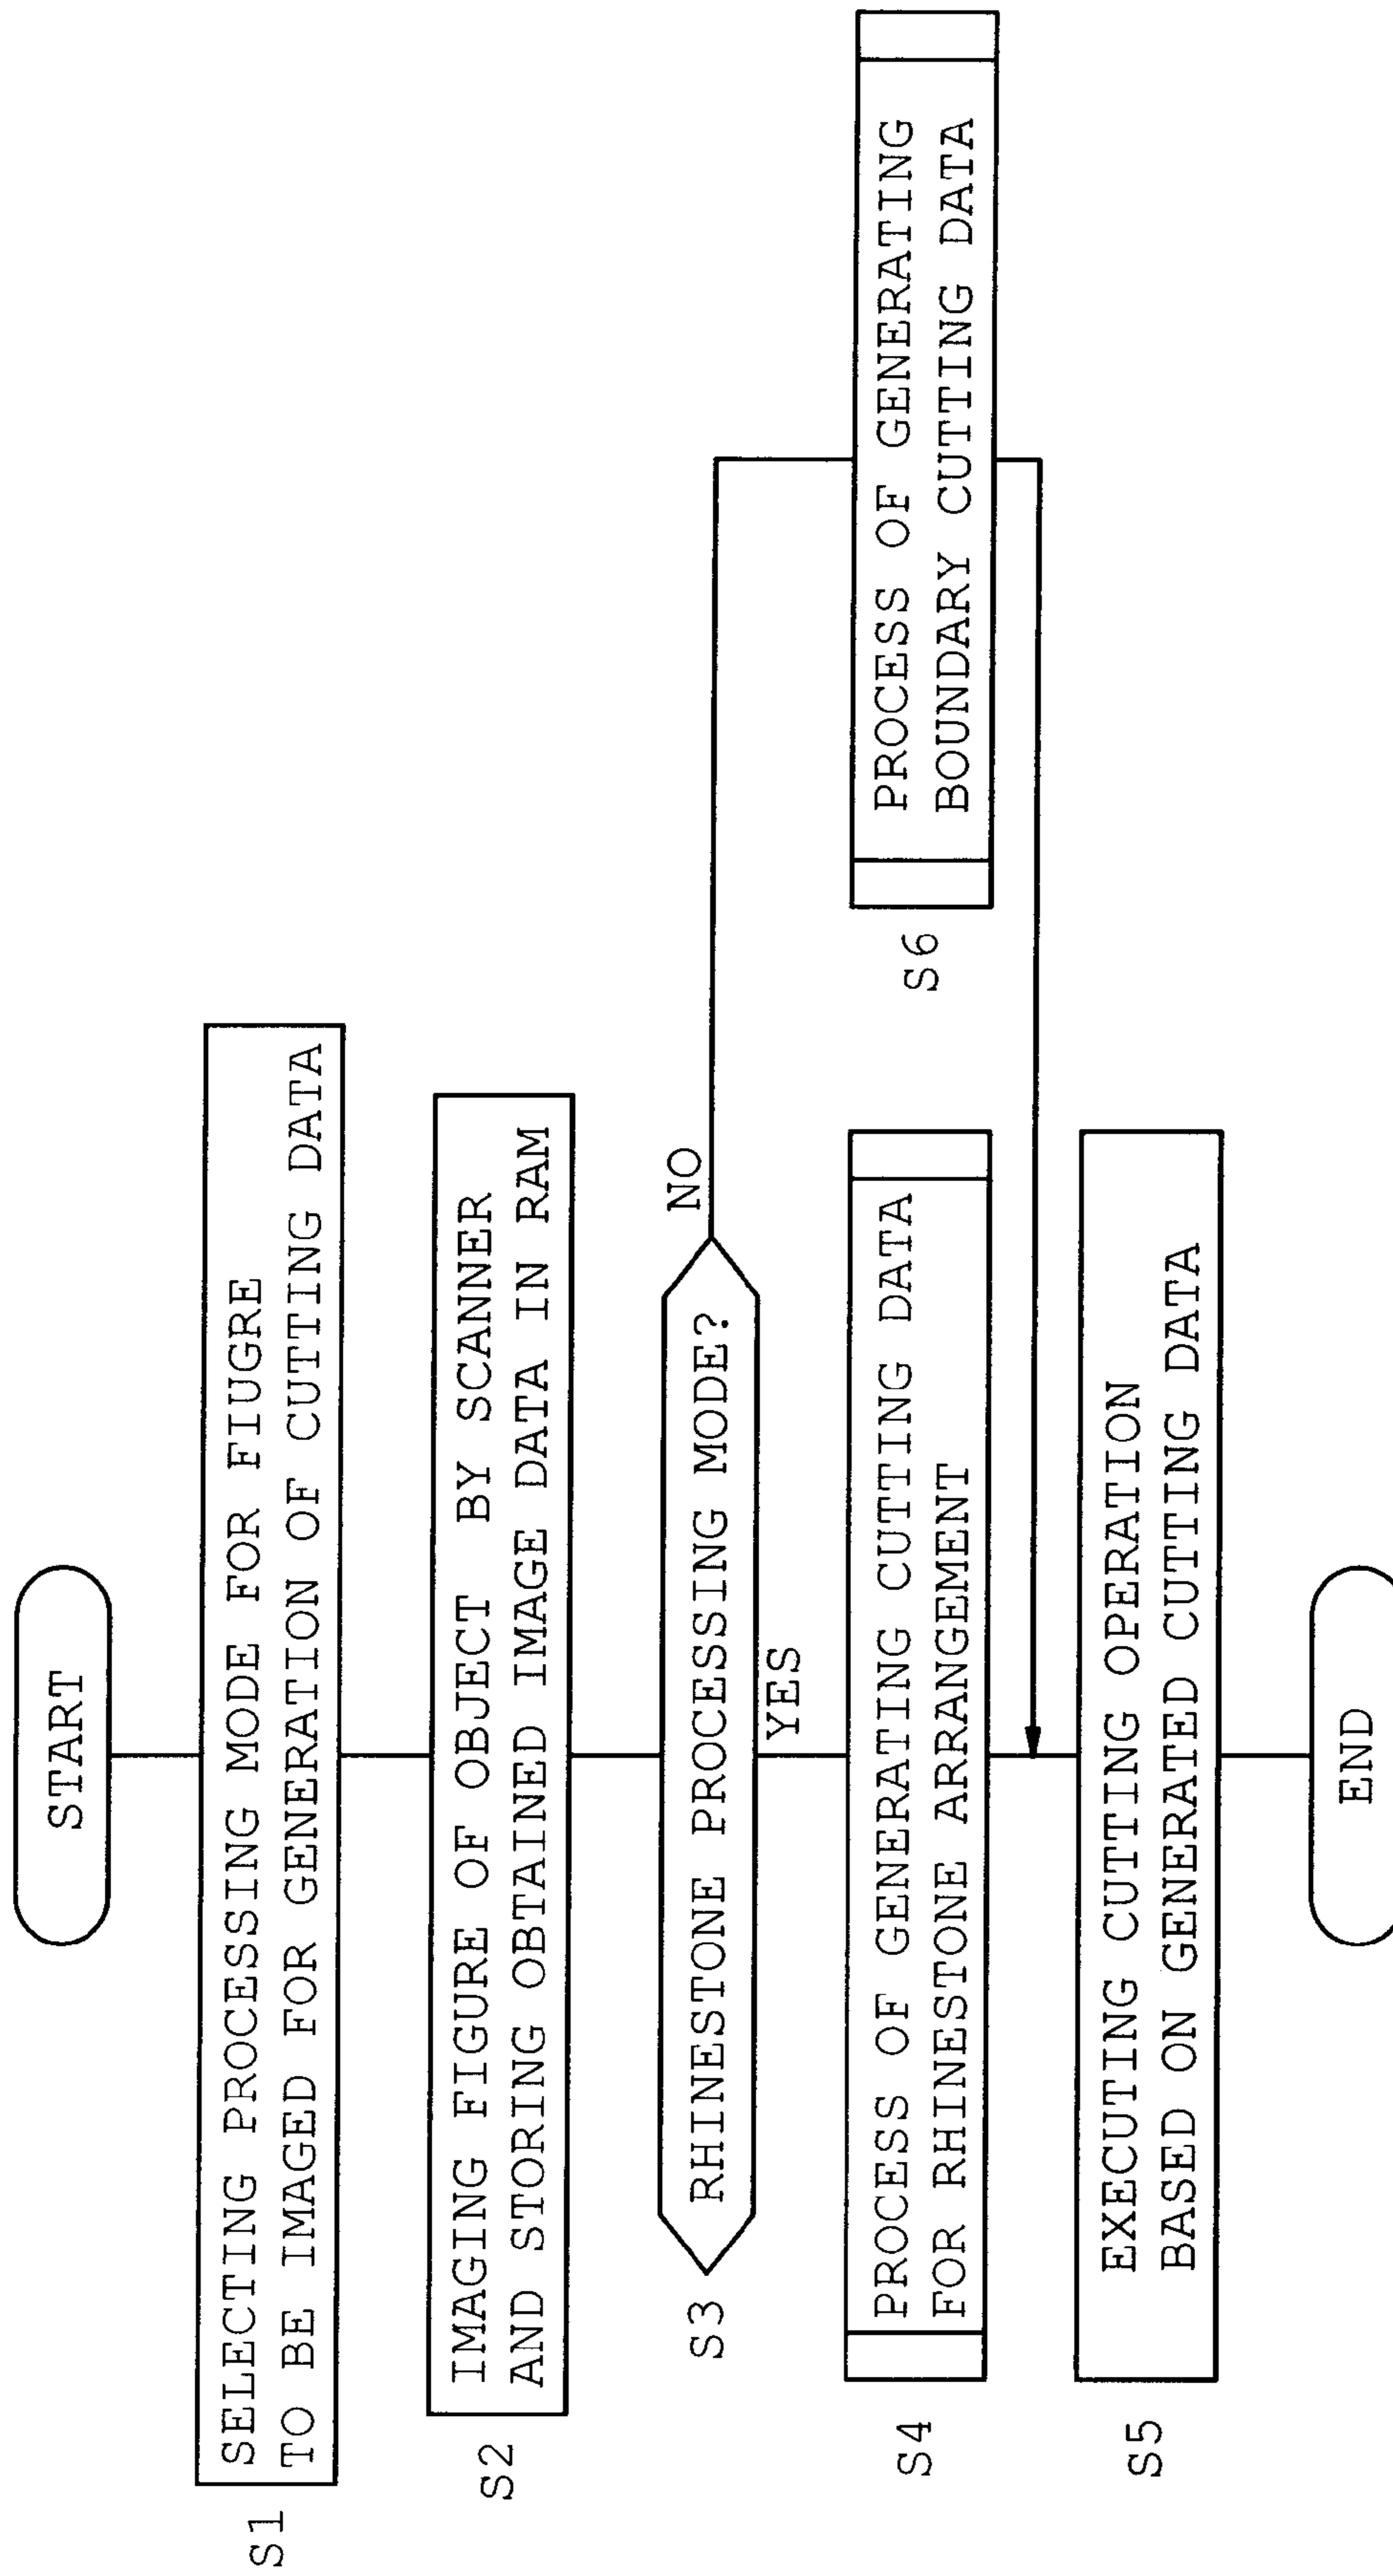 START
S1
SELECTING PROCESSING MODE FOR FIUGRE
TO BE IMAGED FOR GENERATION OF CUTTING DATA
S2
IMAGING FIGURE OF OBJECT BY SCANNER
AND STORING OBTAINED IMAGE DATA IN RAM
S3
RHINESTONE PROCESSING MODE?
NO
YES
S4
PROCESS OF GENERATING CUTTING DATA
FOR RHINESTONE ARRANGEMENT
S6
PROCESS OF GENERATING
BOUNDARY CUTTING DATA
S5
EXECUTING CUTTING OPERATION
BASED ON GENERATED CUTTING DATA
END